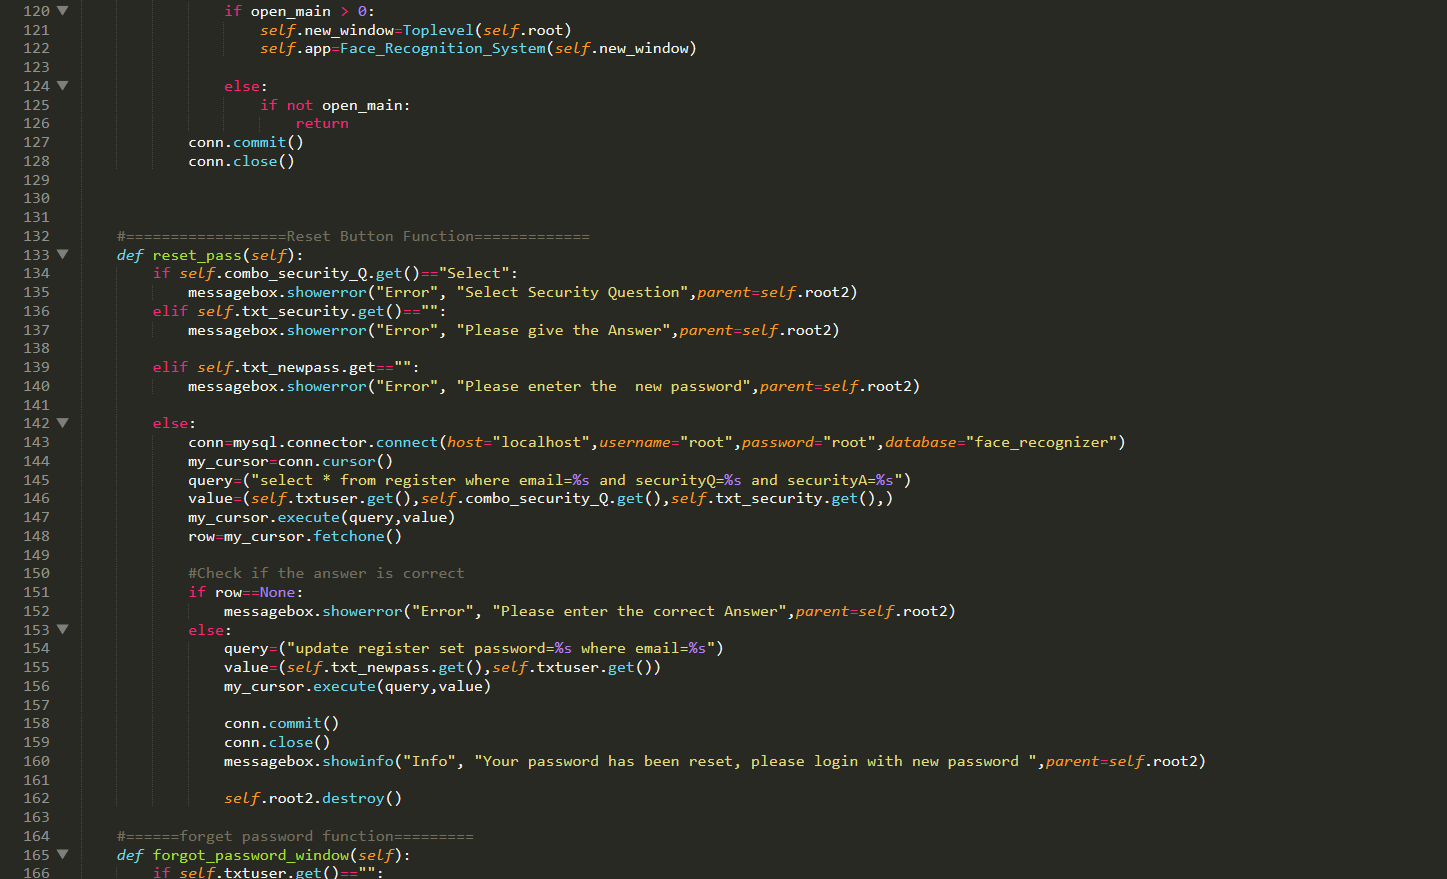 120 ▼ if open_main > 0:
121 self.new_window=Toplevel(self.root)
122 self.app=Face_Recognition_System(self.new_window)
123
124 ▼ else:
125 if not open_main:
126 return
127 conn.commit()
128 conn.close()
129
130
131
132 #==================Reset Button Function=============
133 ▼ def reset_pass(self):
134 if self.combo_security_Q.get()=="Select":
135 messagebox.showerror("Error", "Select Security Question",parent=self.root2)
136 elif self.txt_security.get()=="":
137 messagebox.showerror("Error", "Please give the Answer",parent=self.root2)
138
139 elif self.txt_newpass.get=="":
140 messagebox.showerror("Error", "Please eneter the  new password",parent=self.root2)
141
142 ▼ else:
143 conn=mysql.connector.connect(host="localhost",username="root",password="root",database="face_recognizer")
144 my_cursor=conn.cursor()
145 query=("select * from register where email=%s and securityQ=%s and securityA=%s")
146 value=(self.txtuser.get(),self.combo_security_Q.get(),self.txt_security.get(),)
147 my_cursor.execute(query,value)
148 row=my_cursor.fetchone()
149
150 #Check if the answer is correct
151 if row==None:
152 messagebox.showerror("Error", "Please enter the correct Answer",parent=self.root2)
153 ▼ else:
154 query=("update register set password=%s where email=%s")
155 value=(self.txt_newpass.get(),self.txtuser.get())
156 my_cursor.execute(query,value)
157
158 conn.commit()
159 conn.close()
160 messagebox.showinfo("Info", "Your password has been reset, please login with new password ",parent=self.root2)
161
162 self.root2.destroy()
163
164 #======forget password function=========
165 ▼ def forgot_password_window(self):
166 if self.txtuser.get()=="":